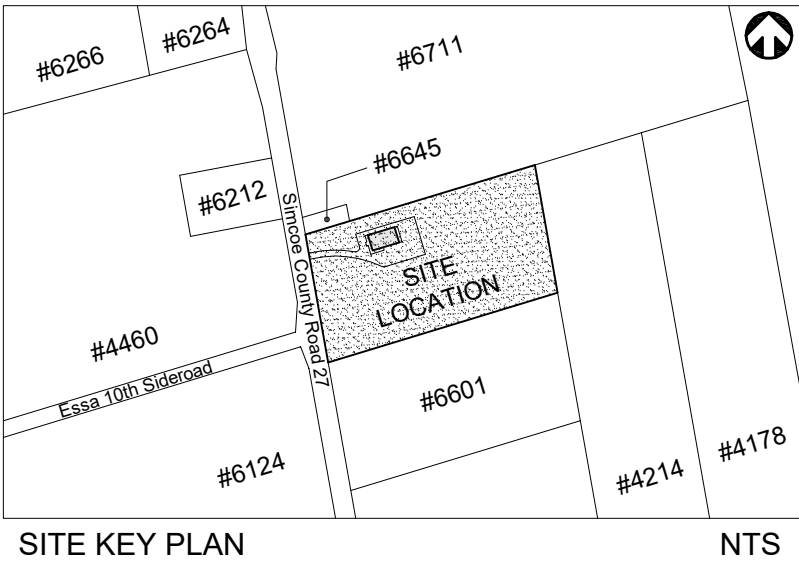 #6266
#6264
#6711
#6645
#6212
Simcoe County Road 27
SITE
LOCATION
#4460
Essa 10th Sideroad
#6601
#6124
#4214
#4178
SITE KEY PLAN
NTS